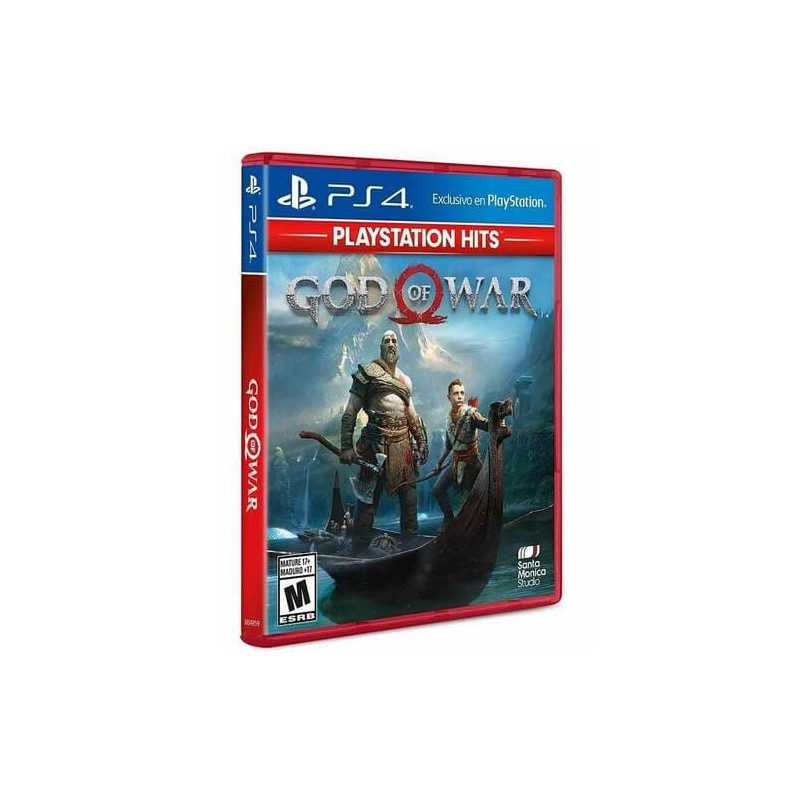 PS4
Exclusivo en PlayStation.
PLAYSTATION HITS
GOD OF WAR
MATURE 17+
MADURO +17
M
ESRB
Santa
Monica
Studio
PS4
GOD OF WAR